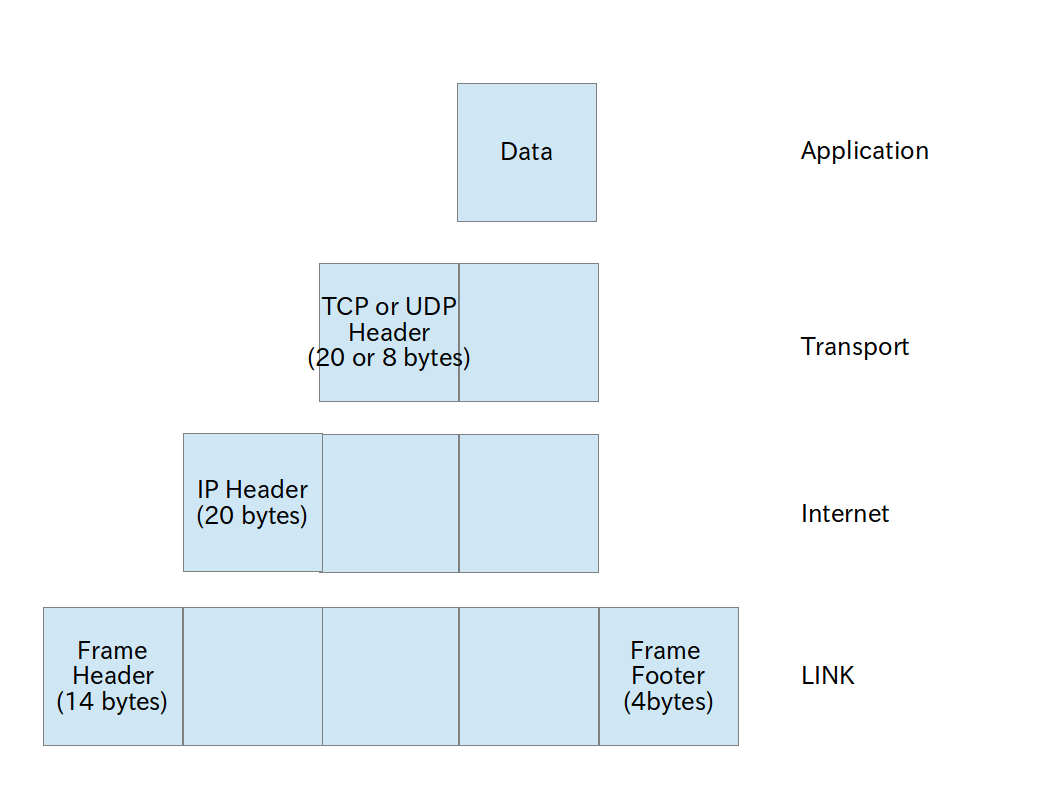 Data
Application
TCP or UDP
Header
(20 or 8 bytes)
Transport
IP Header
(20 bytes)
Internet
Frame
Header
(14 bytes)
Frame
Footer
(4bytes)
LINK